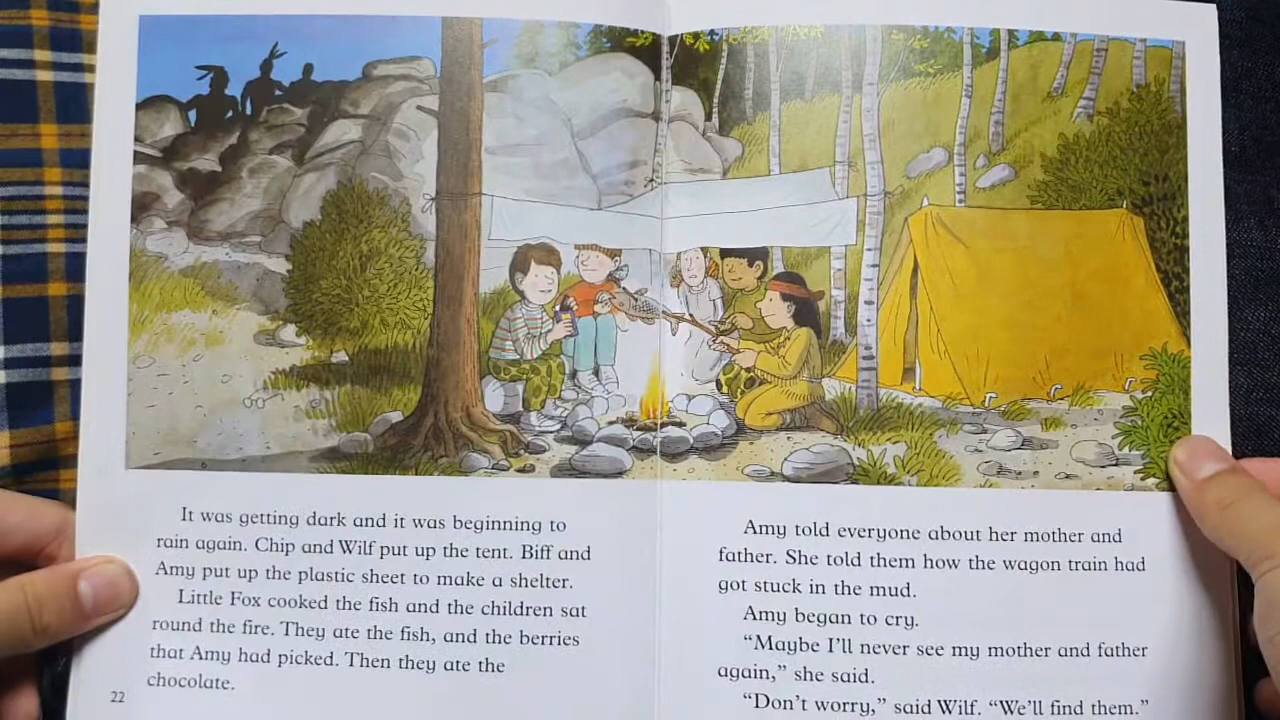 It was getting dark and it was beginning to
rain again. Chip and Wilf put up the tent. Biff and
Amy put up the plastic sheet to make a shelter.
Little Fox cooked the fish and the children sat
round the fire. They ate the fish, and the berries
that Amy had picked. Then they ate the
chocolate.
22
Amy told everyone about her mother and
father. She told them how the wagon train had
got stuck in the mud.
Amy began to cry.
“Maybe I’ll never see my mother and father
again,” she said.
“Don’t worry,” said Wilf. “We’ll find them.”